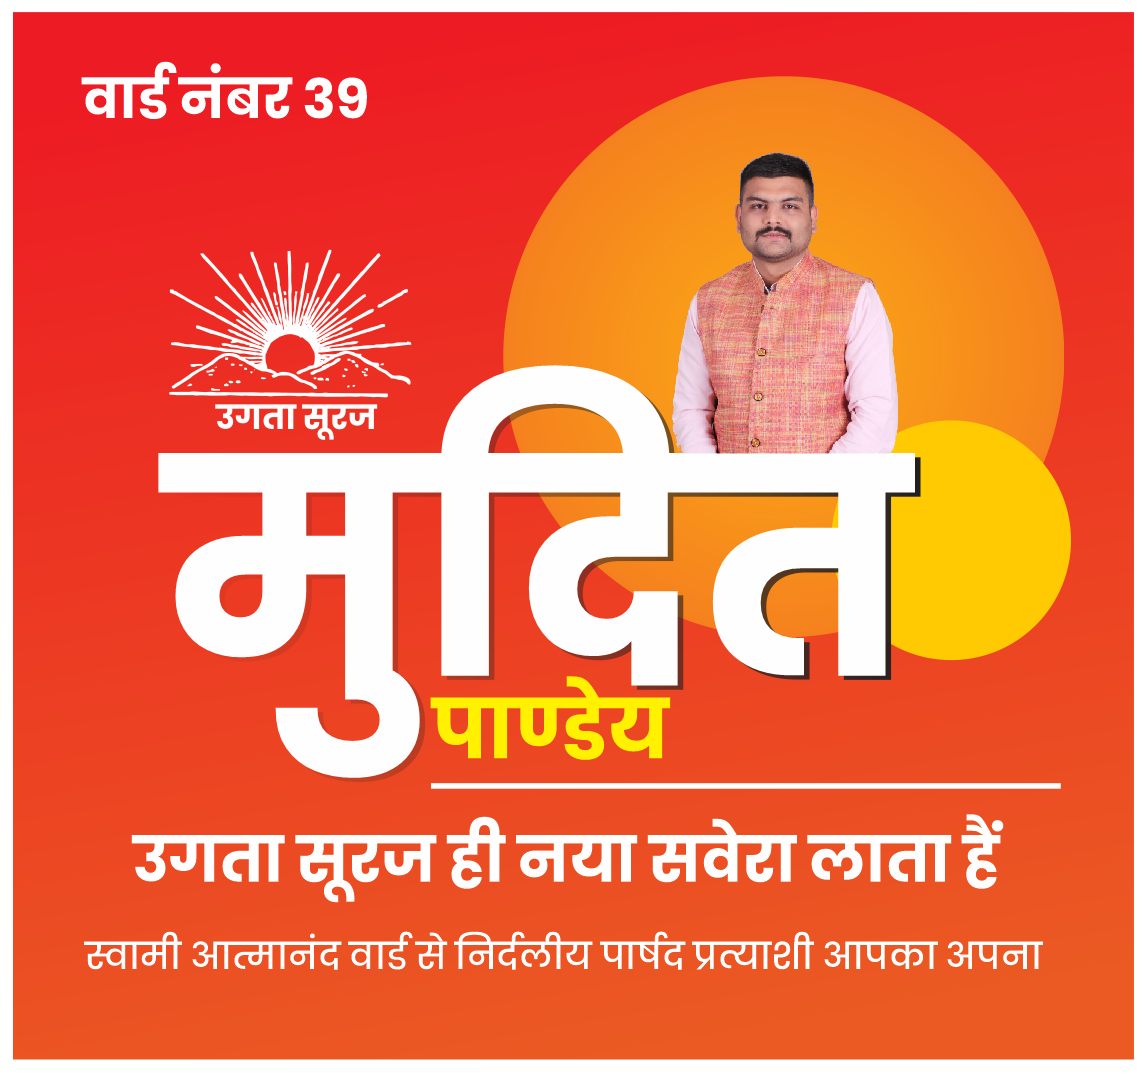 वार्ड नंबर 39
उगता सूरज
मुदित
पाण्डेय
उगता सूरज ही नया सवेरा लाता हैं
स्वामी आत्मानंद वार्ड से निर्दलीय पार्षद प्रत्याशी आपका अपना